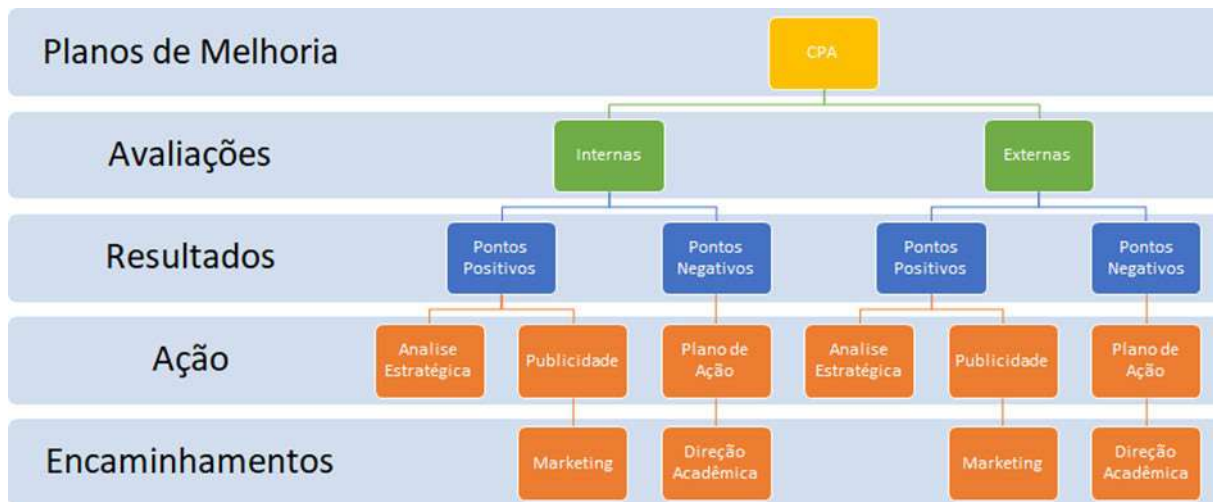 Planos de Melhoria
CPA
Avaliações
Internas
Externas
Resultados
Pontos
Positivos
Pontos
Negativos
Pontos
Positivos
Pontos
Negativos
Ação
Analise
Estratégica
Publicidade
Plano de
Ação
Analise
Estratégica
Publicidade
Plano de
Ação
Encaminhamentos
Marketing
Direção
Acadêmica
Marketing
Direção
Acadêmica